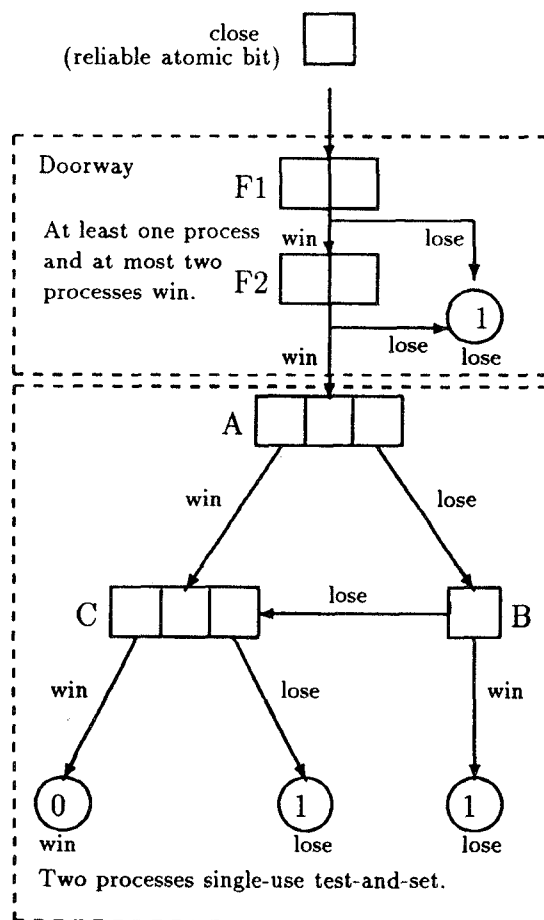 close
(reliable atomic bit)
Doorway
F1
At least one process
and at most two
processes win.
win
lose
F2
1
lose
win
lose
A
win
lose
C
lose
B
win
lose
win
0
1
1
win
lose
lose
Two processes single-use test-and-set.